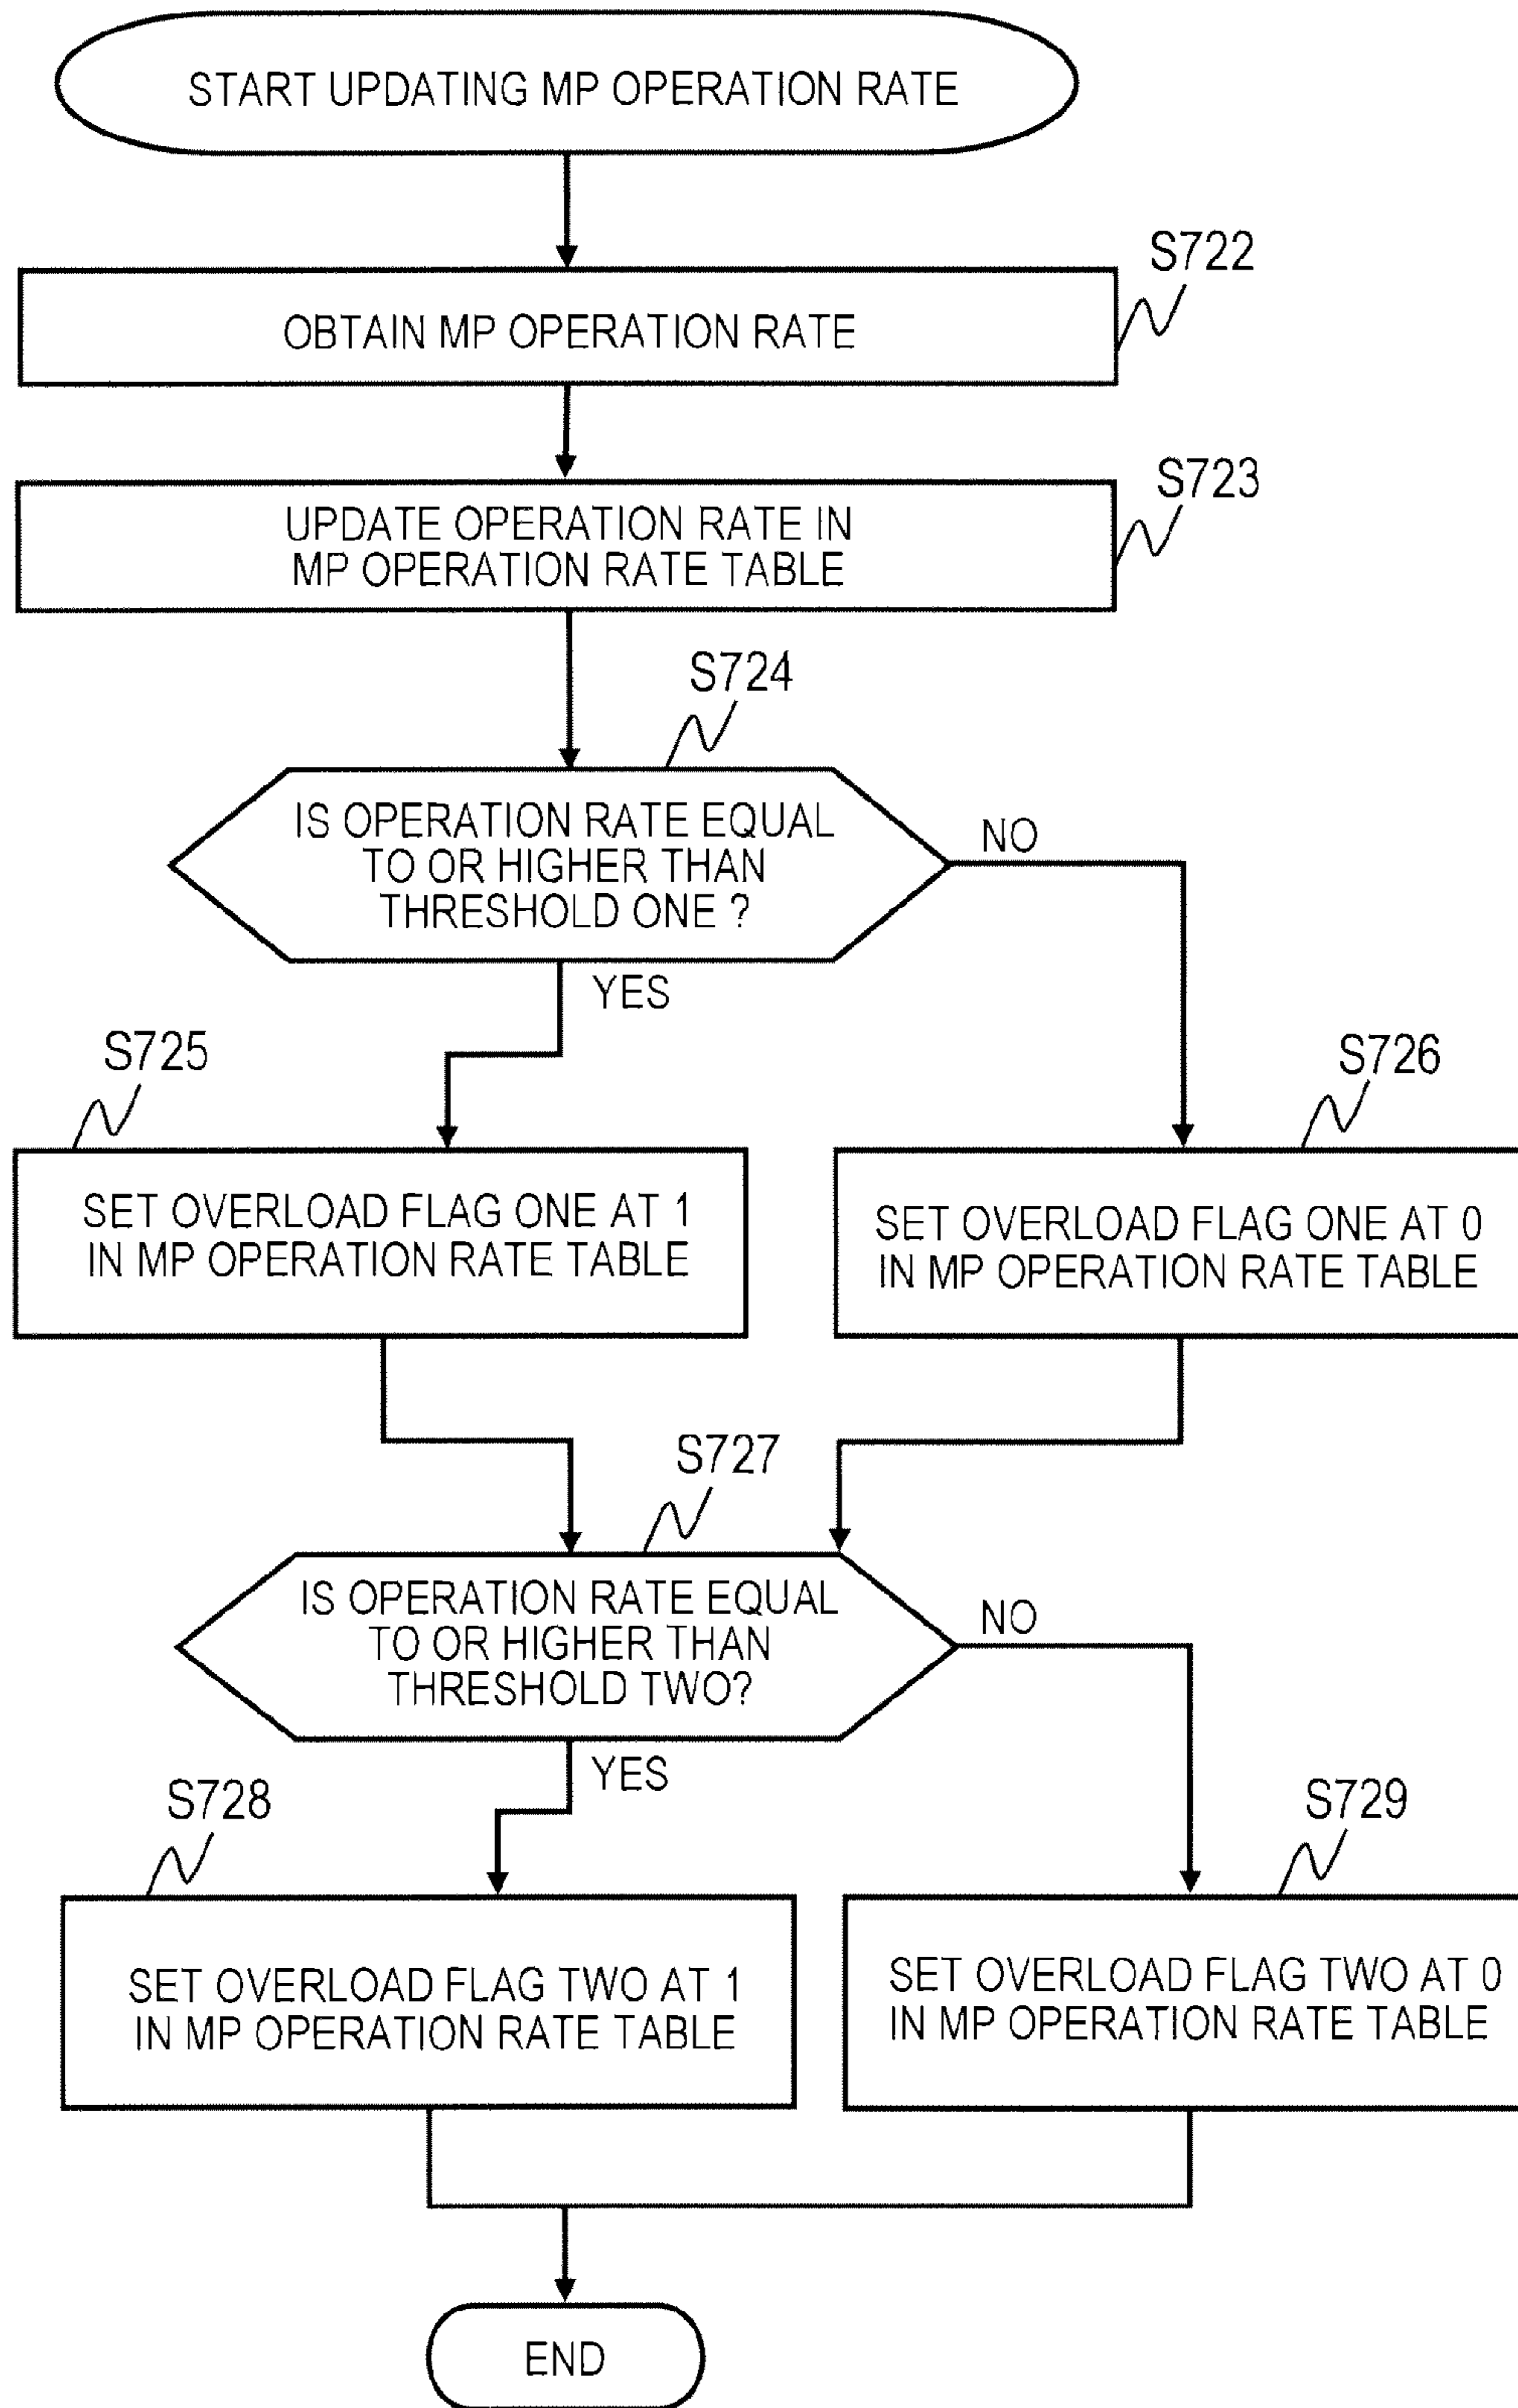 START UPDATING MP OPERATION RATE
S722
OBTAIN MP OPERATION RATE
S723
UPDATE OPERATION RATE IN
MP OPERATION RATE TABLE
S724
IS OPERATION RATE EQUAL
TO OR HIGHER THAN
THRESHOLD ONE ?
NO
YES
S725
S726
SET OVERLOAD FLAG ONE AT 1
IN MP OPERATION RATE TABLE
SET OVERLOAD FLAG ONE AT 0
IN MP OPERATION RATE TABLE
S727
IS OPERATION RATE EQUAL
TO OR HIGHER THAN
THRESHOLD TWO?
NO
YES
S728
S729
SET OVERLOAD FLAG TWO AT 1
IN MP OPERATION RATE TABLE
SET OVERLOAD FLAG TWO AT 0
IN MP OPERATION RATE TABLE
END